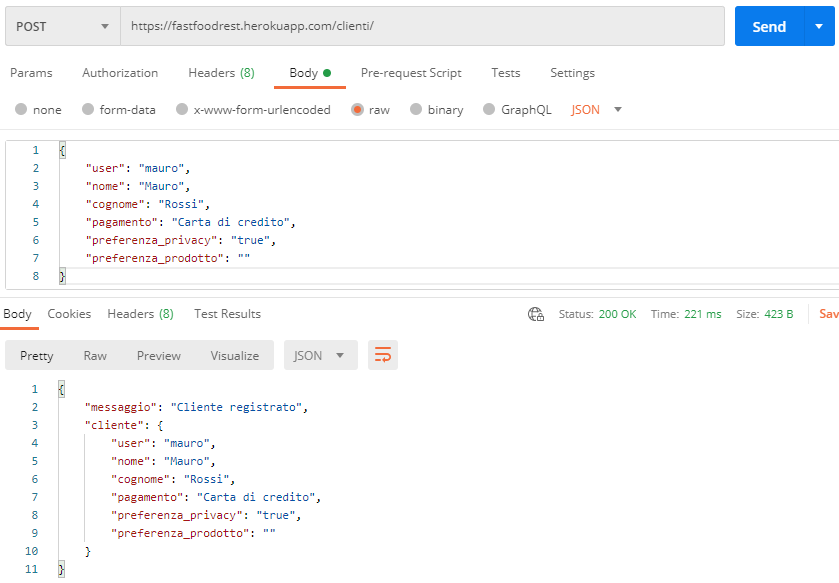 POST https://fastfoodrest.herokuapp.com/clienti/ Send
Params Authorization Headers (8) Body Pre-request Script Tests Settings
none form-data x-www-form-urlencoded raw binary GraphQL JSON
1 {
2 "user": "mauro",
3 "nome": "Mauro",
4 "cognome": "Rossi",
5 "pagamento": "Carta di credito",
6 "preferenza_privacy": "true",
7 "preferenza_prodotto": ""
8 }
Body Cookies Headers (8) Test Results Status: 200 OK Time: 221 ms Size: 423 B Sav
Pretty Raw Preview Visualize JSON
1 {
2 "messaggio": "Cliente registrato",
3 "cliente": {
4 "user": "mauro",
5 "nome": "Mauro",
6 "cognome": "Rossi",
7 "pagamento": "Carta di credito",
8 "preferenza_privacy": "true",
9 "preferenza_prodotto": ""
10 }
11 }